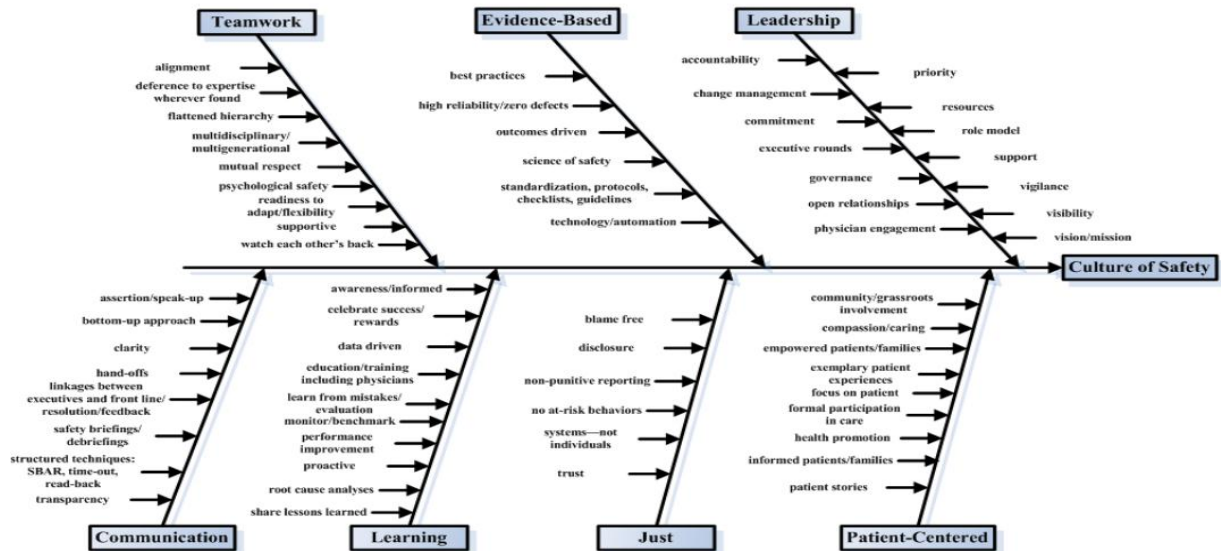 Teamwork
Evidence-Based
Leadership
alignment
deference to expertise
wherever found
flattened hierarchy
multidisciplinary/
multigenerational
mutual respect
psychological safety
readiness to
adapt/flexibility
supportive
watch each other's back
best practices
high reliability/zero defects
outcomes driven
science of safety
standardization, protocols,
checklists, guidelines
technology/automation
accountability
priority
change management
resources
commitment
role model
executive rounds
support
governance
vigilance
open relationships
visibility
physician engagement
vision/mission
Culture of Safety
assertion/speak-up
bottom-up approach
clarity
hand-offs
linkages between
executives and front line/
resolution/feedback
safety briefings/
debriefings
structured techniques:
SBAR, time-out,
read-back
transparency
awareness/informed
celebrate success/
rewards
data driven
education/training
including physicians
learn from mistakes/
evaluation
monitor/benchmark
performance
improvement
proactive
root cause analyses
share lessons learned
blame free
disclosure
non-punitive reporting
no at-risk behaviors
systems—not
individuals
trust
community/grassroots
involvement
compassion/caring
empowered patients/families
exemplary patient
experiences
focus on patient
formal participation
in care
health promotion
informed patients/families
patient stories
Communication
Learning
Just
Patient-Centered